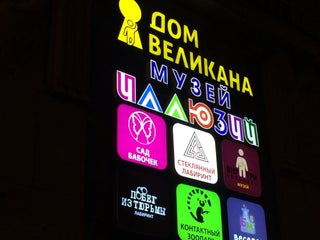 ДОМ
ВЕЛИКАНА
МУЗЕЙ
ИЛЛЮЗИЙ
САД
БАБОЧЕК
СТЕКЛЯННЫЙ
ЛАБИРИНТ
МУЗЕЙ
ПОБЕГ
ИЗ ТЮРЬМЫ
ЛАБИРИНТ
КОНТАКТНЫЙ
ЗООПАРК